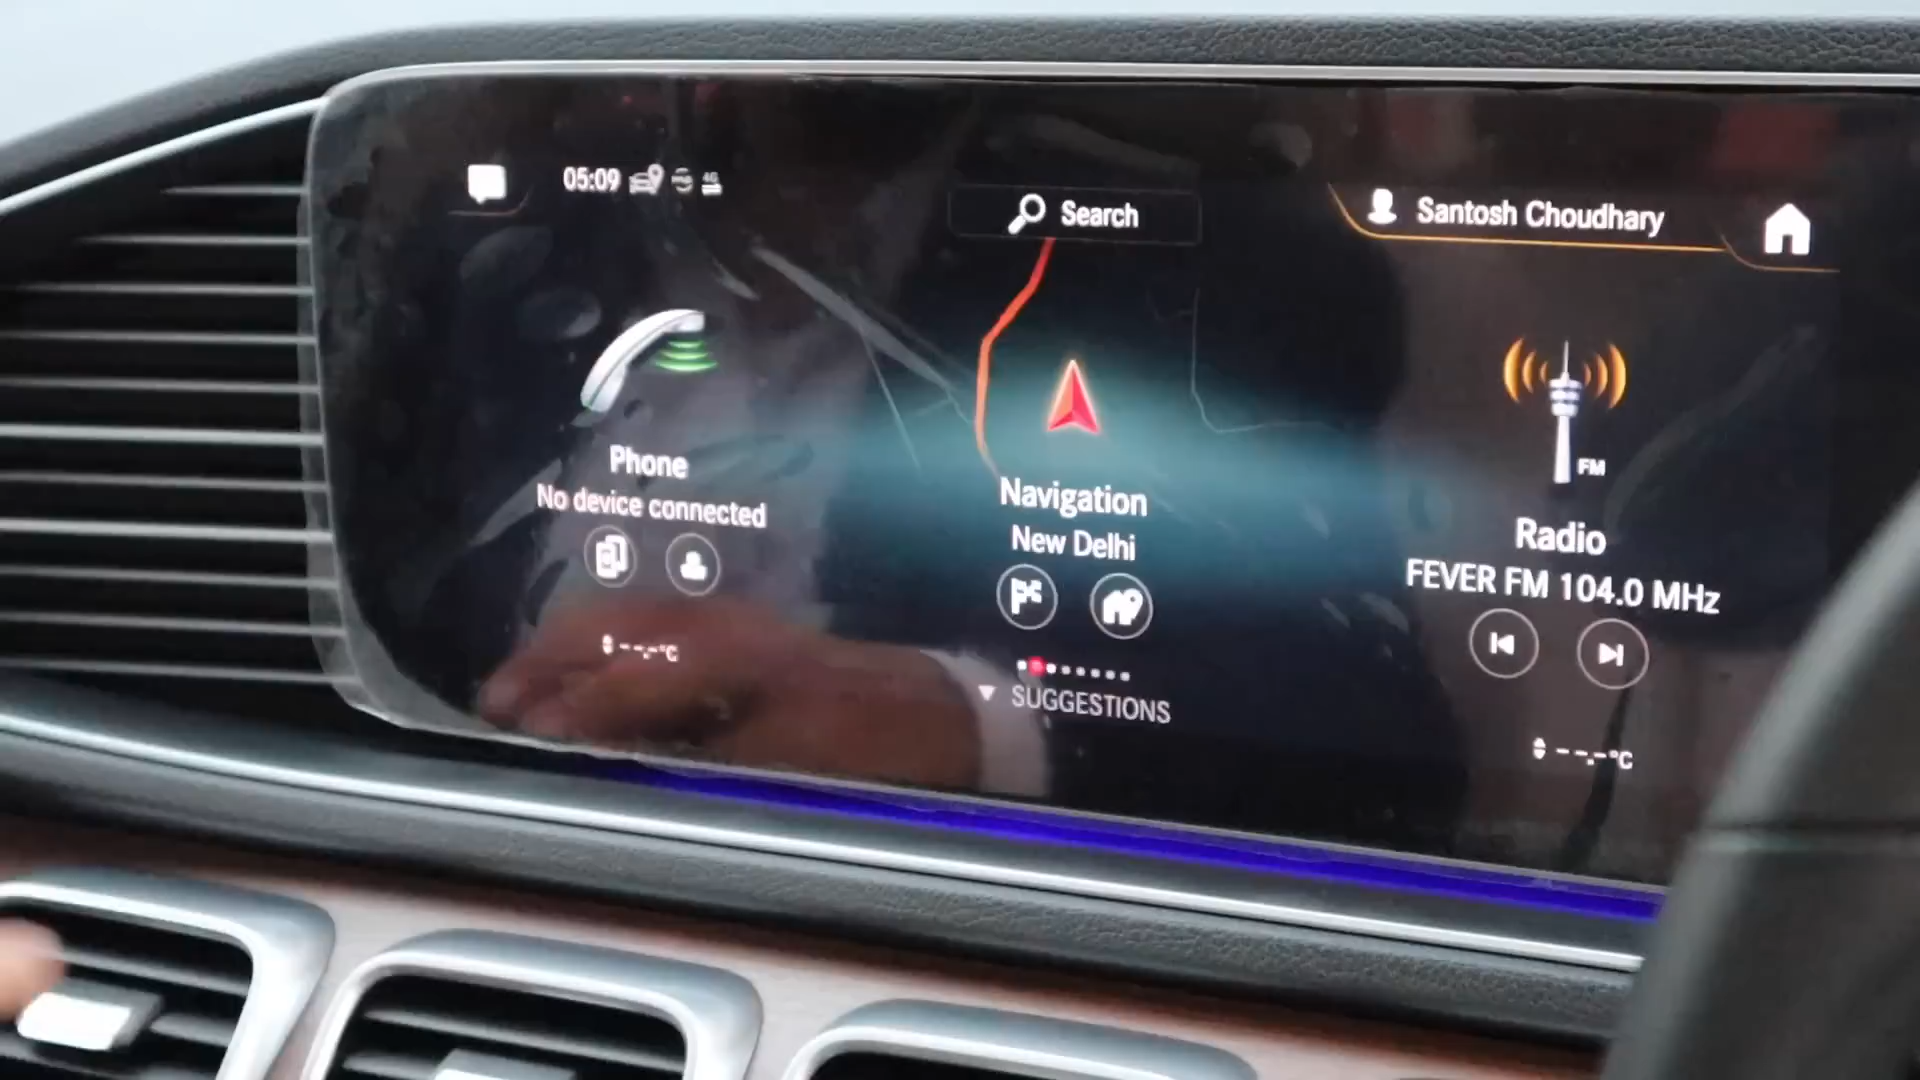 05:09
4G
Search
Santosh Choudhary
Phone
No device connected
Navigation
New Delhi
FM
Radio
FEVER FM 104.0 MHz
--.-°C
SUGGESTIONS
--.-°C